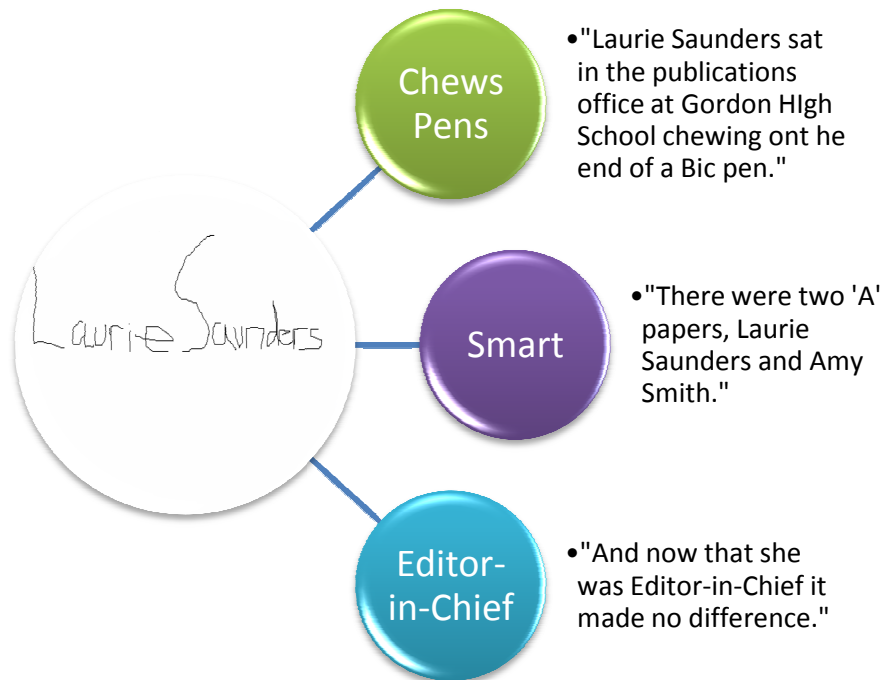 Laurie Saunders
Chews
Pens
•"Laurie Saunders sat
in the publications
office at Gordon HIgh
School chewing ont he
end of a Bic pen."
Smart
•"There were two 'A'
papers, Laurie
Saunders and Amy
Smith."
Editor-
in-Chief
•"And now that she
was Editor-in-Chief it
made no difference."